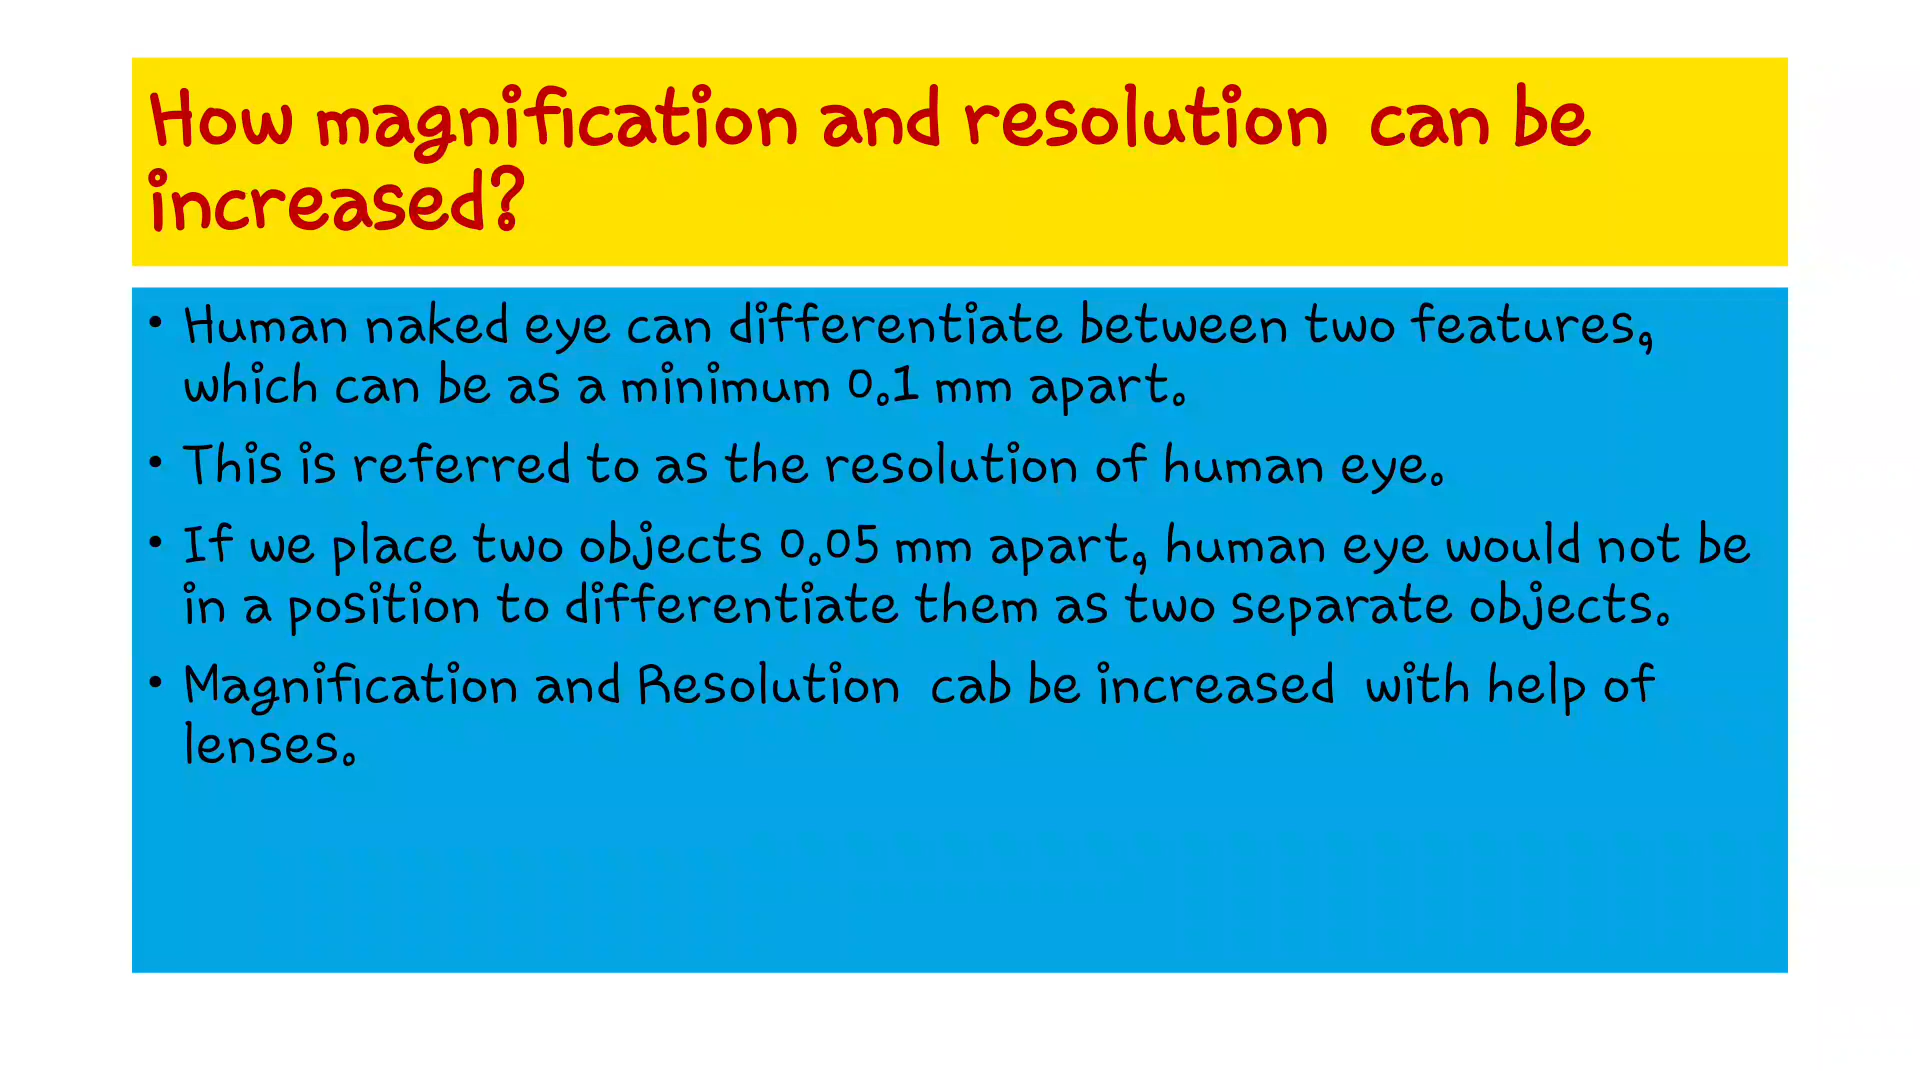 How magnification and resolution  can be
increased?
• Human naked eye can differentiate between two features,
which can be as a minimum 0.1 mm apart.
• This is referred to as the resolution of human eye.
• If we place two objects 0.05 mm apart, human eye would not be
in a position to differentiate them as two separate objects.
• Magnification and Resolution  cab be increased  with help of
lenses.